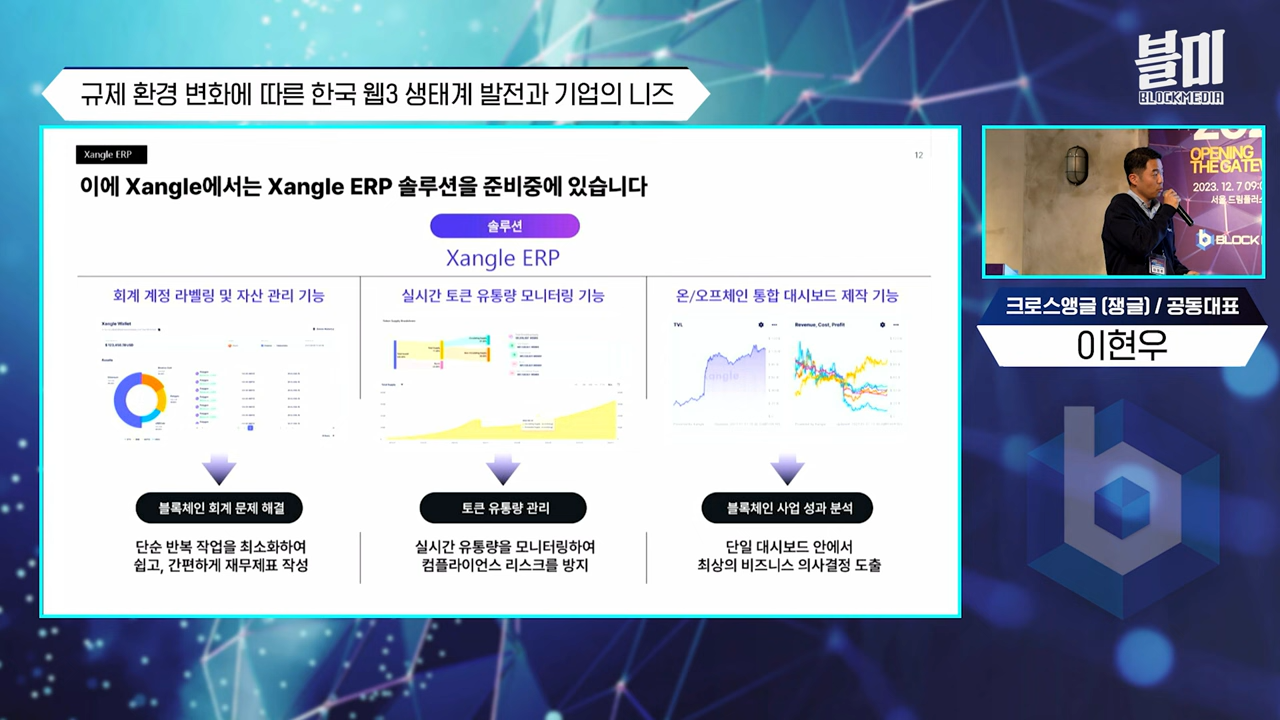 블미
BLOCKMEDIA
규제 환경 변화에 따른 한국 웹3 생태계 발전과 기업의 니즈
Xangle ERP
12
이에 Xangle에서는 Xangle ERP 솔루션을 준비중에 있습니다
솔루션
Xangle ERP
회계 계정 라벨링 및 자산 관리 기능
실시간 토큰 유통량 모니터링 기능
온/오프체인 통합 대시보드 제작 기능
Xangle Wallet
Assets
TVL
Revenue, Cost, Profit
블록체인 회계 문제 해결
토큰 유통량 관리
블록체인 사업 성과 분석
단순 반복 작업을 최소화하여
쉽고, 간편하게 재무제표 작성
실시간 유통량을 모니터링하여
컴플라이언스 리스크를 방지
단일 대시보드 안에서
최상의 비즈니스 의사결정 도출
OPENING
THE GATEW
2023. 12. 7 09:0
서울 드림플러스
BLOCK
크로스앵글 (쟁글) / 공동대표
이현우